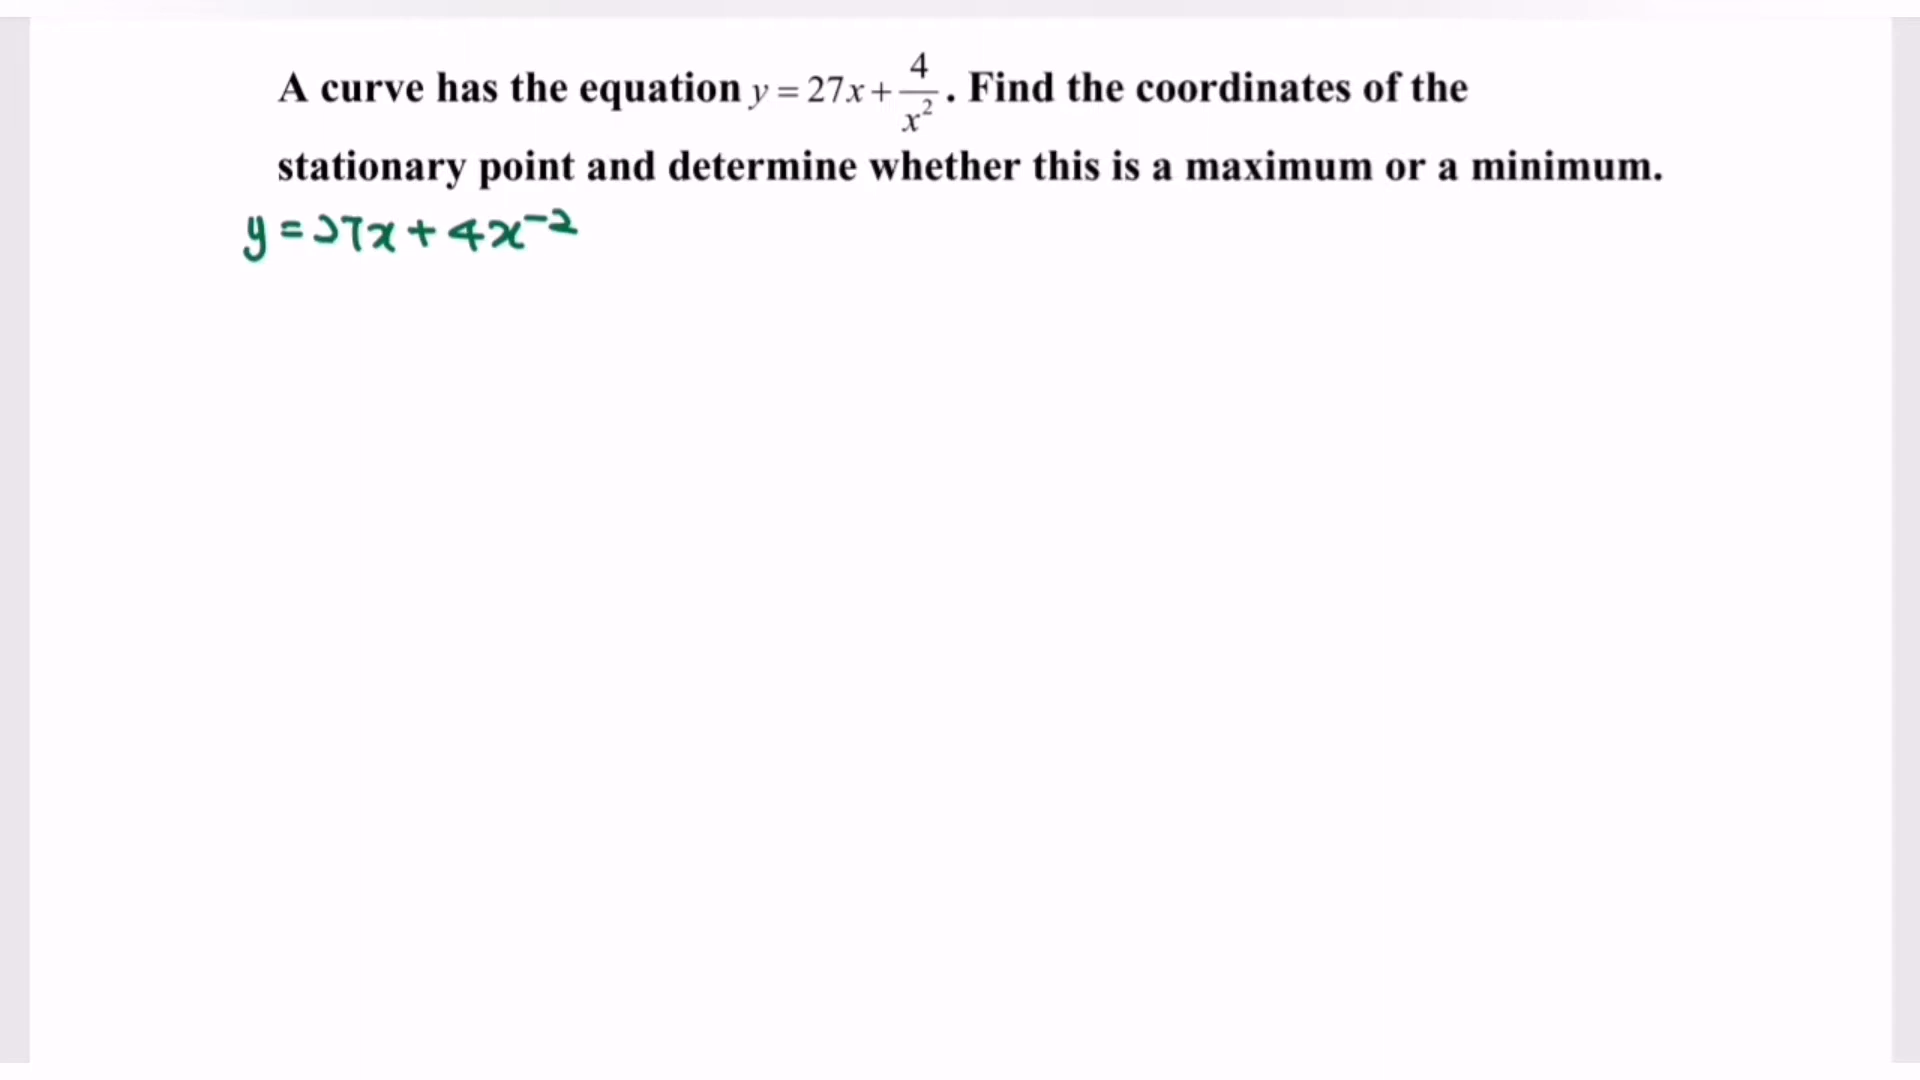 A curve has the equation y = 27x + 4/x². Find the coordinates of the
stationary point and determine whether this is a maximum or a minimum.
y = 27x + 4x⁻²